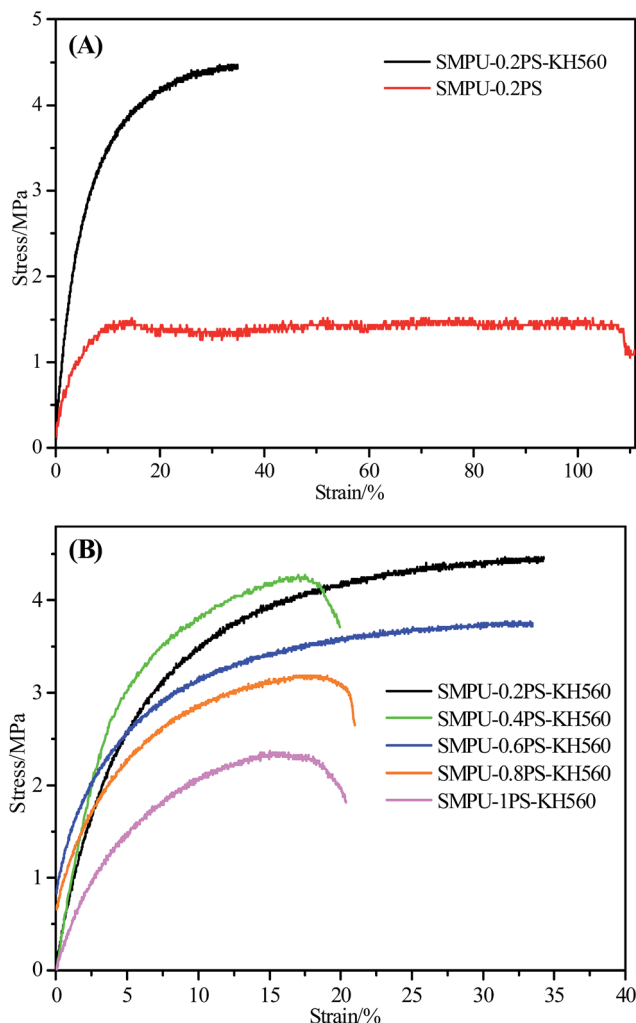 (A)
SMPU-0.2PS-KH560
SMPU-0.2PS
5
4
3
2
1
0
Stress/MPa
0 20 40 60 80 100
Strain/%
(B)
SMPU-0.2PS-KH560
SMPU-0.4PS-KH560
SMPU-0.6PS-KH560
SMPU-0.8PS-KH560
SMPU-1PS-KH560
4
3
2
1
0
Stress/MPa
0 5 10 15 20 25 30 35 40
Strain/%